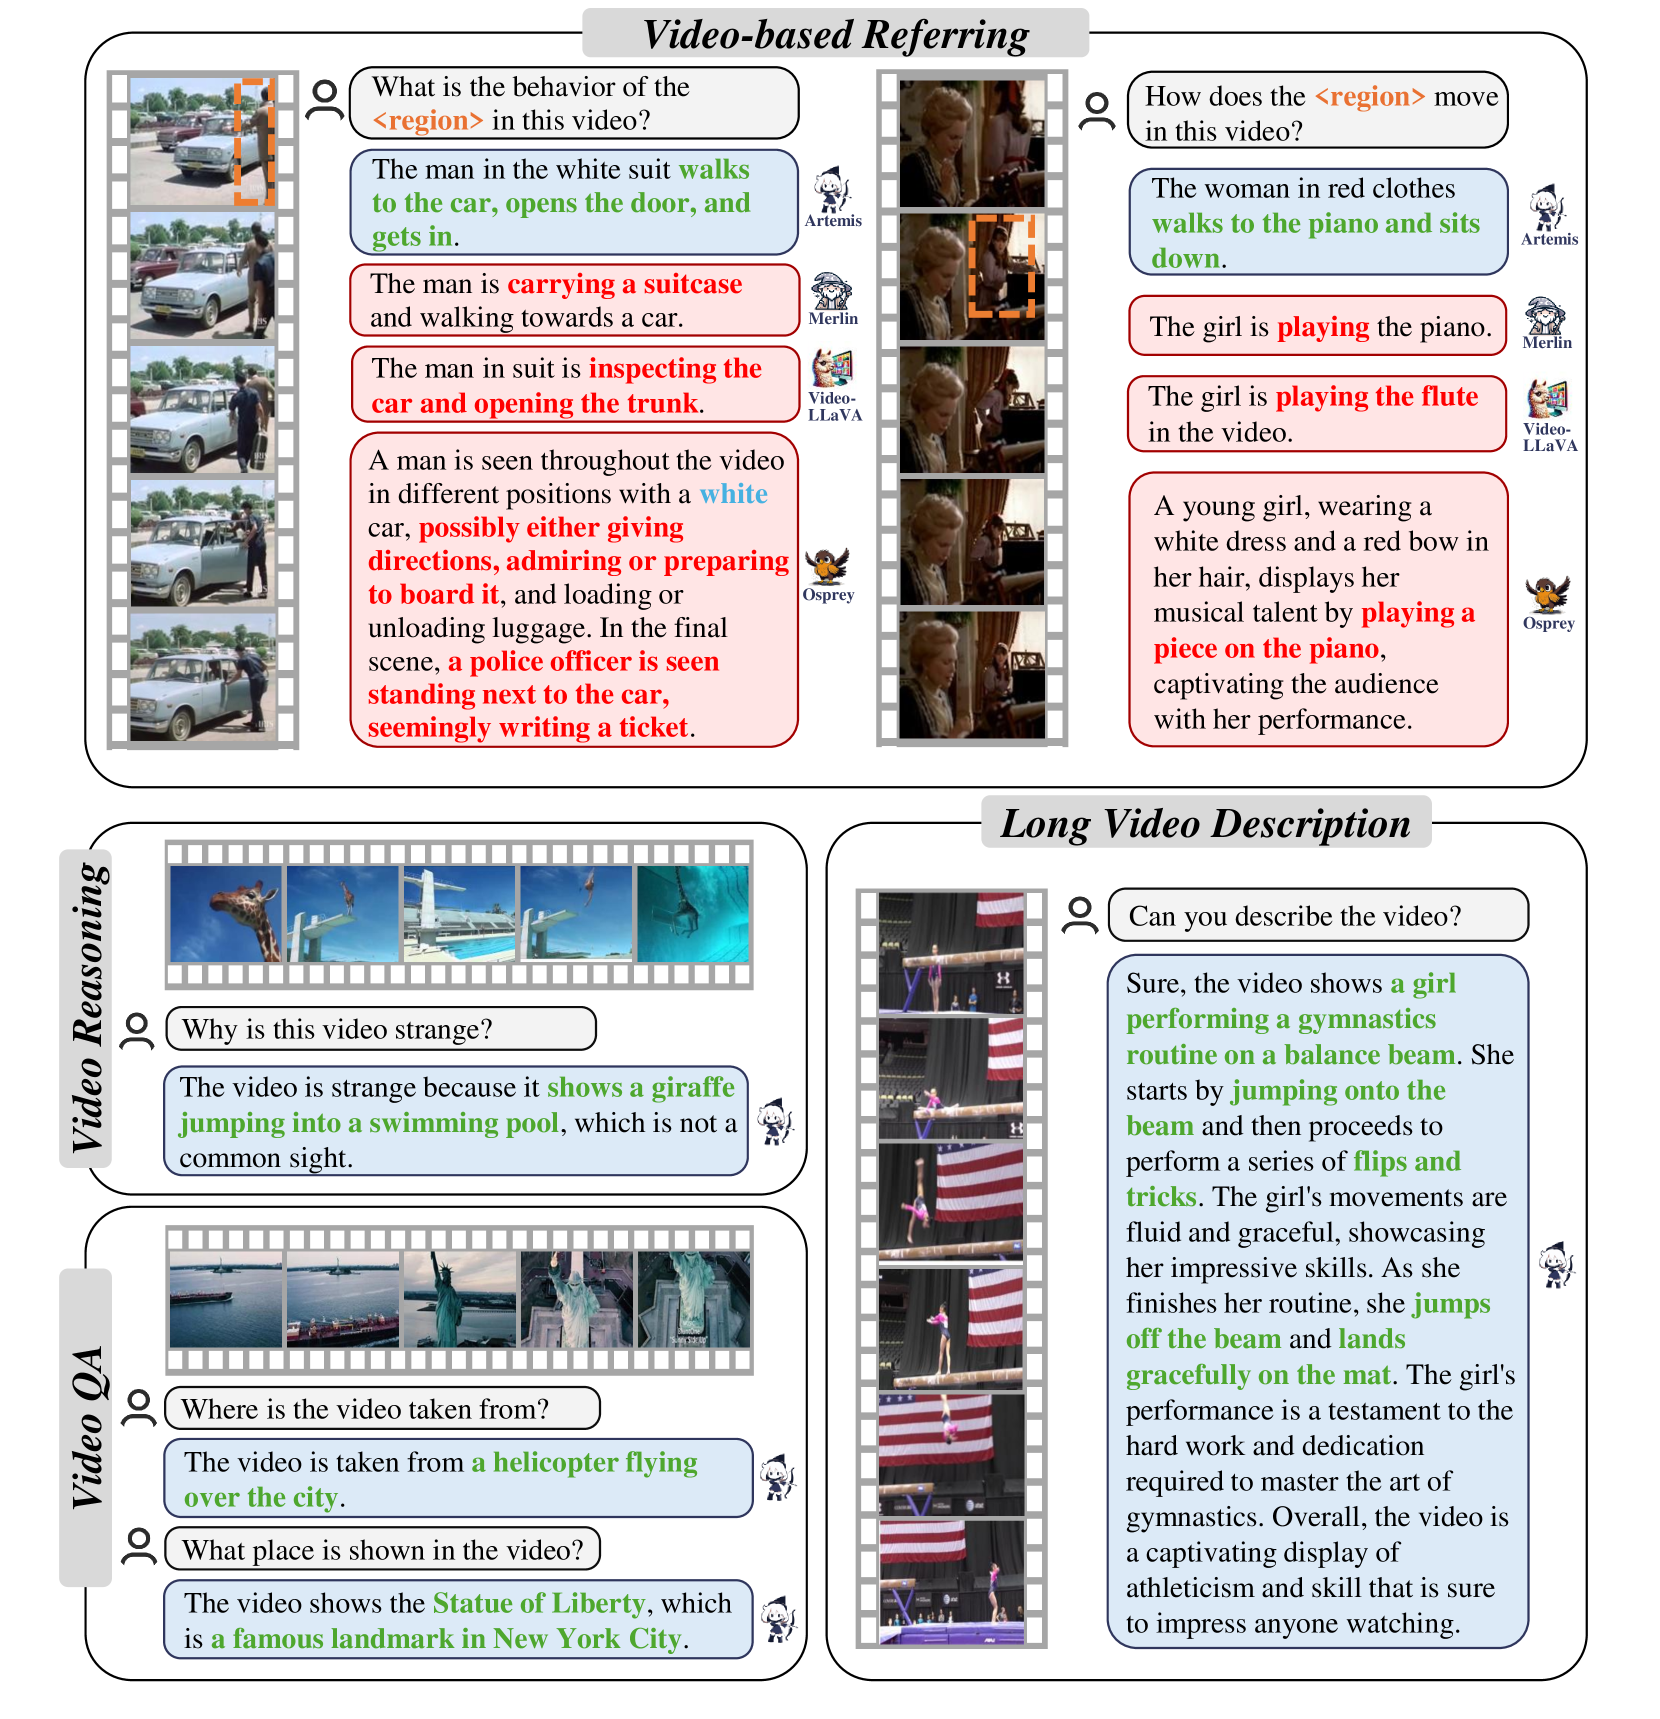 Video-based Referring
What is the behavior of the
<region> in this video?
The man in the white suit walks
to the car, opens the door, and
gets in.
Artemis
The man is carrying a suitcase
and walking towards a car.
Merlin
The man in suit is inspecting the
car and opening the trunk.
Video-
LLaVA
A man is seen throughout the video
in different positions with a white
car, possibly either giving
directions, admiring or preparing
to board it, and loading or
unloading luggage. In the final
scene, a police officer is seen
standing next to the car,
seemingly writing a ticket.
Osprey
How does the <region> move
in this video?
The woman in red clothes
walks to the piano and sits
down.
Artemis
The girl is playing the piano.
Merlin
The girl is playing the flute
in the video.
Video-
LLaVA
A young girl, wearing a
white dress and a red bow in
her hair, displays her
musical talent by playing a
piece on the piano,
captivating the audience
with her performance.
Osprey
Video Reasoning
Why is this video strange?
The video is strange because it shows a giraffe
jumping into a swimming pool, which is not a
common sight.
Video QA
Where is the video taken from?
The video is taken from a helicopter flying
over the city.
What place is shown in the video?
The video shows the Statue of Liberty, which
is a famous landmark in New York City.
Long Video Description
Can you describe the video?
Sure, the video shows a girl
performing a gymnastics
routine on a balance beam. She
starts by jumping onto the
beam and then proceeds to
perform a series of flips and
tricks. The girl's movements are
fluid and graceful, showcasing
her impressive skills. As she
finishes her routine, she jumps
off the beam and lands
gracefully on the mat. The girl's
performance is a testament to the
hard work and dedication
required to master the art of
gymnastics. Overall, the video is
a captivating display of
athleticism and skill that is sure
to impress anyone watching.